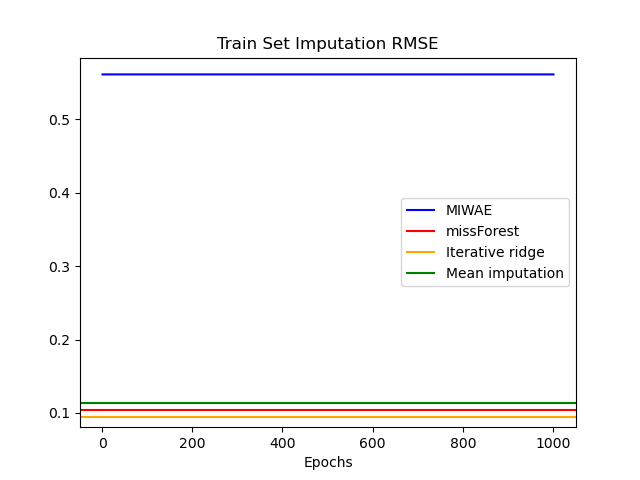 Train Set Imputation RMSE
0.5
0.4
0.3
0.2
0.1
MIWAE
missForest
Iterative ridge
Mean imputation
0 200 400 600 800 1000
Epochs